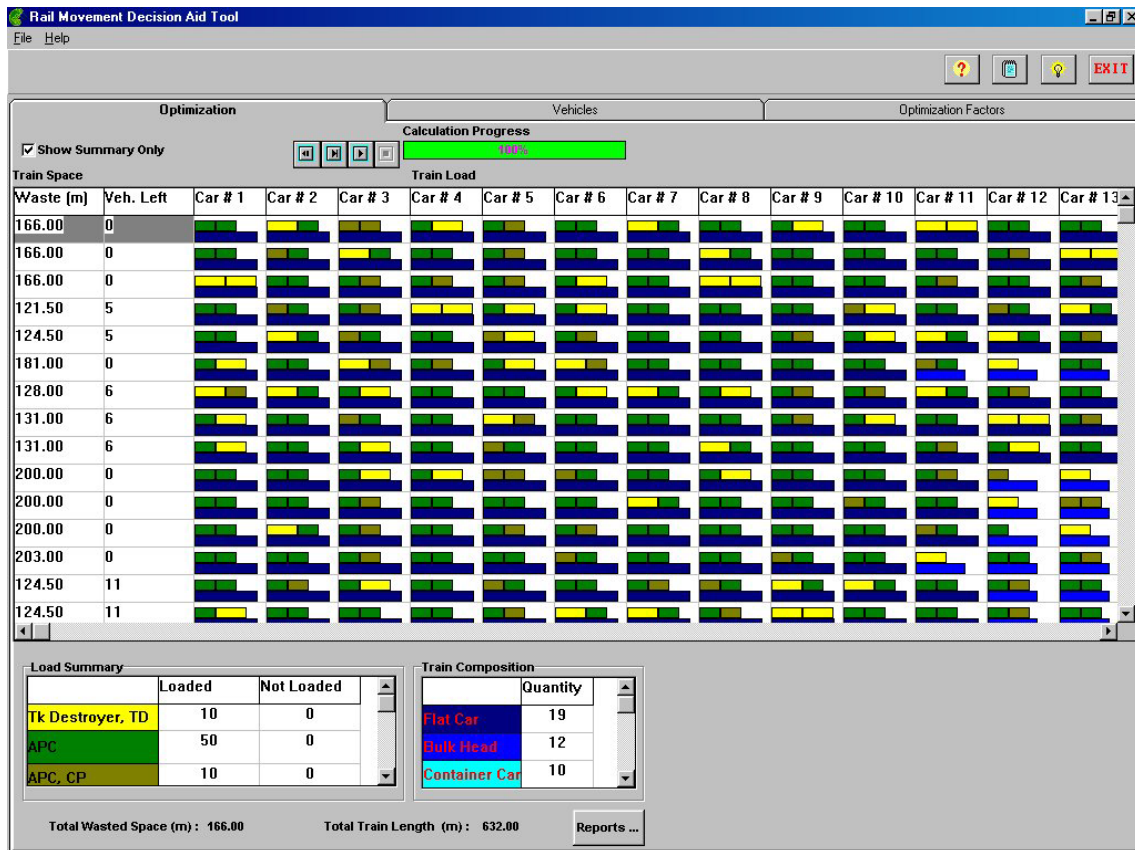 Rail Movement Decision Aid Tool
File Help
? EXIT
Optimization Vehicles Optimization Factors
Calculation Progress
Show Summary Only 100%
Train Space Train Load
Waste (m) Veh. Left Car # 1 Car # 2 Car # 3 Car # 4 Car # 5 Car # 6 Car # 7 Car # 8 Car # 9 Car # 10 Car # 11 Car # 12 Car # 13
166.00 0
166.00 0
166.00 0
121.50 5
124.50 5
181.00 0
128.00 6
131.00 6
131.00 6
200.00 0
200.00 0
200.00 0
203.00 0
124.50 11
124.50 11
Load Summary Train Composition
Loaded Not Loaded Quantity
Tk Destroyer, TD 10 0 Flat Car 19
APC 50 0 Bulk Head 12
APC, CP 10 0 Container Car 10
Total Wasted Space (m) : 166.00 Total Train Length (m) : 632.00 Reports ...